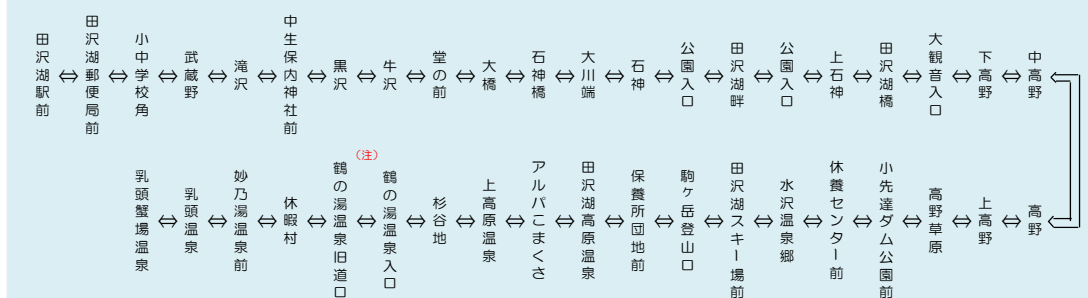 田沢湖駅前
⇔
田沢湖郵便局前
⇔
小中学校角
⇔
武蔵野
⇔
滝沢
⇔
中生保内神社前
⇔
黒沢
⇔
牛沢
⇔
堂の前
⇔
大橋
⇔
石神橋
⇔
大川端
⇔
石神
⇔
公園入口
⇔
田沢湖畔
⇔
公園入口
⇔
上石神
⇔
田沢湖橋
⇔
大観音入口
⇔
下高野
⇔
中高野
高野
⇔
上高野
⇔
高野草原
⇔
小先達ダム公園前
⇔
休養センター前
⇔
水沢温泉郷
⇔
田沢湖スキー場前
⇔
駒ヶ岳登山口
⇔
保養所団地前
⇔
田沢湖高原温泉
⇔
アルパこまくさ
⇔
上高原温泉
⇔
杉谷地
⇔
鶴の湯温泉入口
(注)
⇔
鶴の湯温泉旧道口
⇔
休暇村
⇔
妙乃湯温泉前
⇔
乳頭温泉
⇔
乳頭蟹場温泉